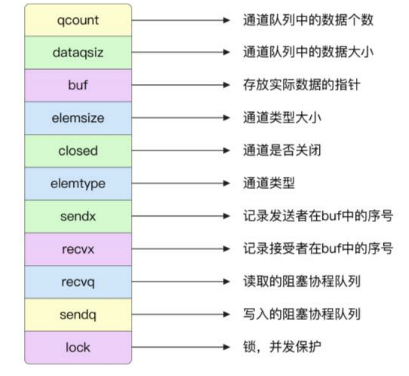 qcount 通道队列中的数据个数
dataqsiz 通道队列中的数据大小
buf 存放实际数据的指针
elemsize 通道类型大小
closed 通道是否关闭
elemtype 通道类型
sendx 记录发送者在buf中的序号
recvx 记录接受者在buf中的序号
recvq 读取的阻塞协程队列
sendq 写入的阻塞协程队列
lock 锁，并发保护